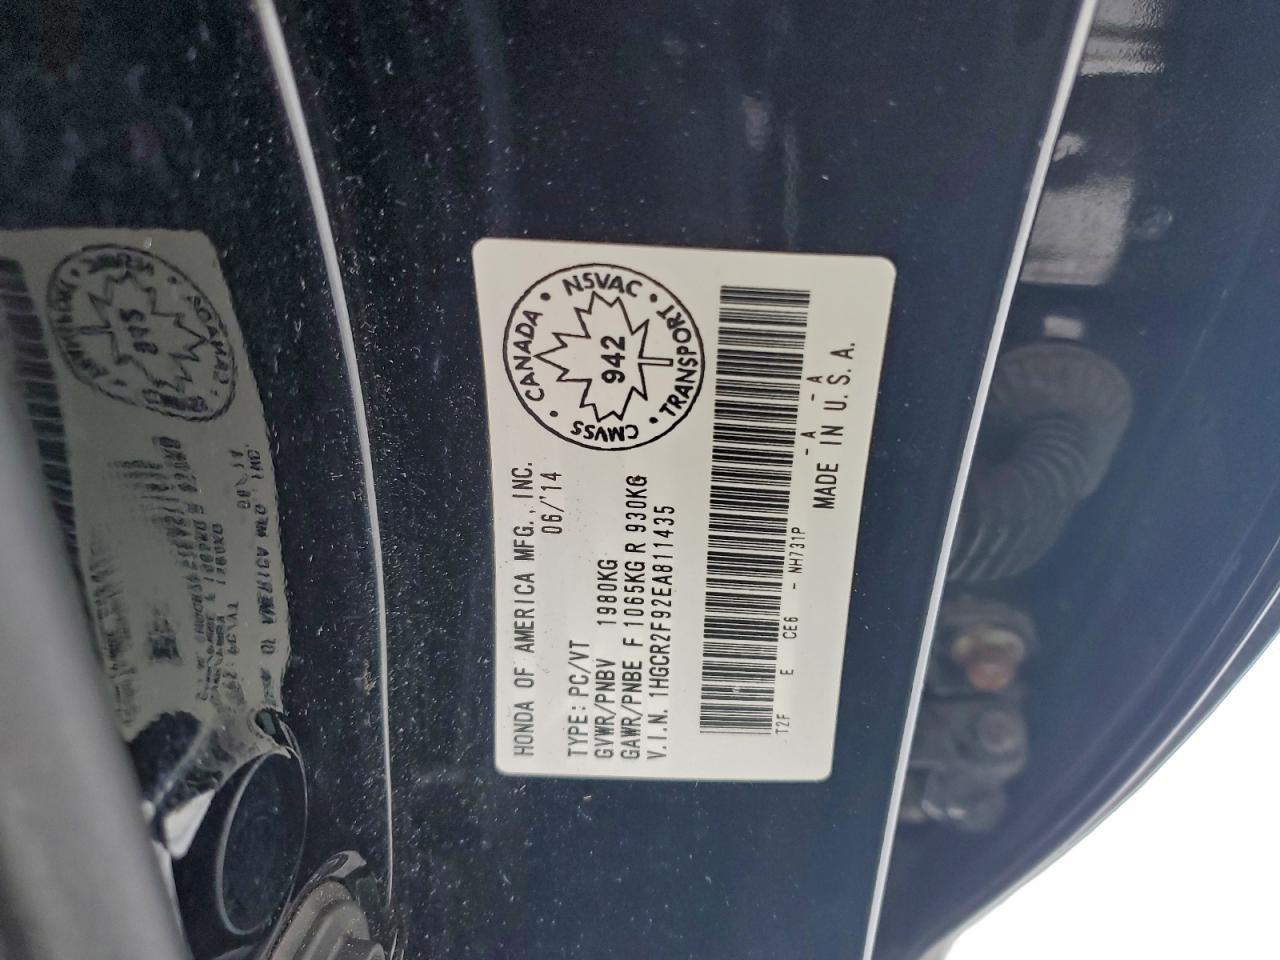 HONDA OF AMERICA MFG., INC.
06/'14
TYPE: PC/VT
GVWR/PNBV 1980KG
GAWR/PNBE F 1065KG R 930KG
V.I.N. 1HGCR2F92EA811435
CANADA • NSVAC • TRANSPORT • CMVSS •
942
T2F E CE6 - NH731P - A - A
MADE IN U.S.A.